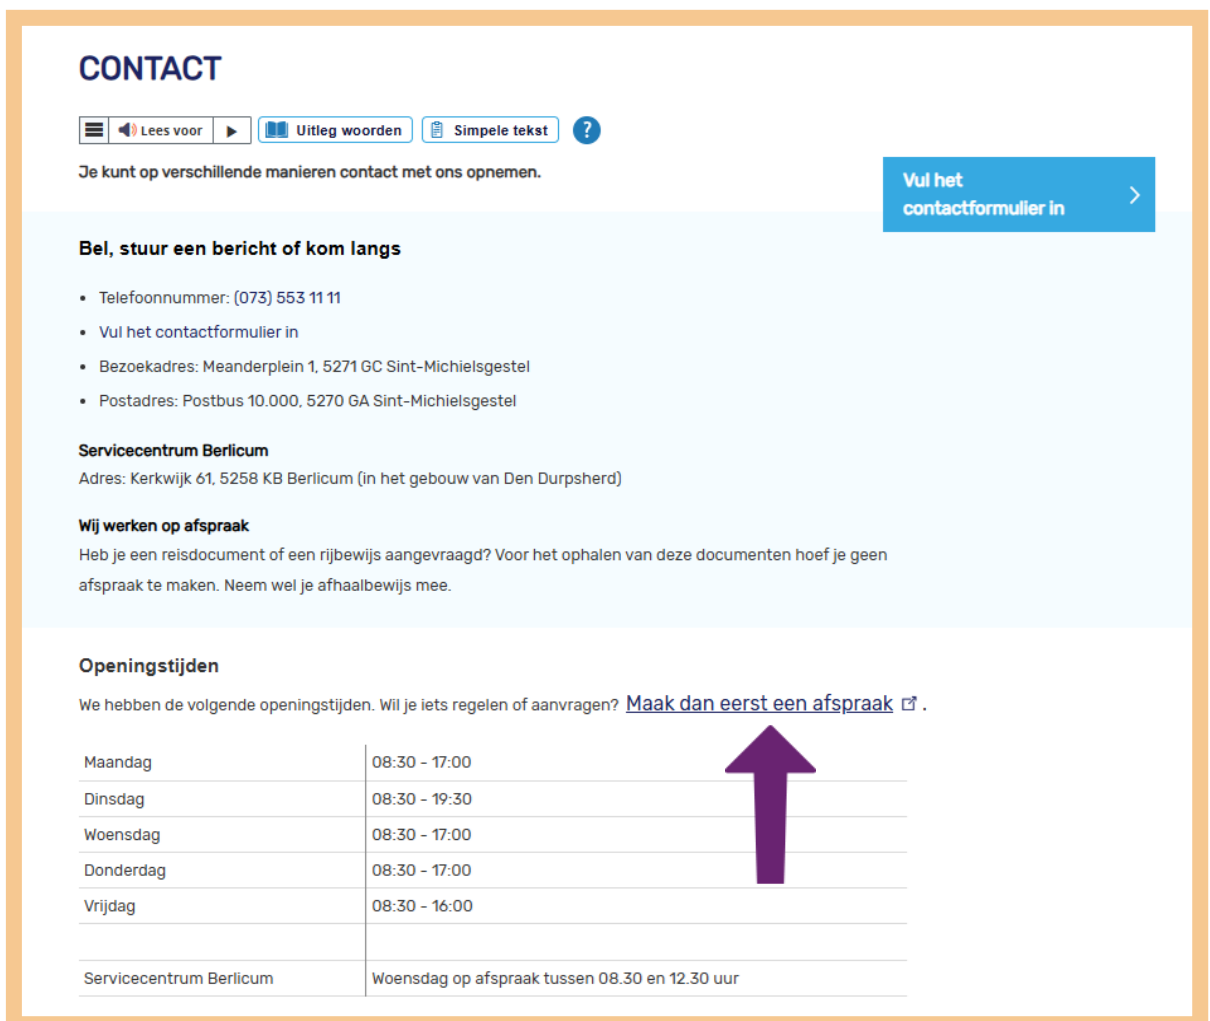 CONTACT
Lees voor
Uitleg woorden
Simpele tekst
?
Je kunt op verschillende manieren contact met ons opnemen.
Vul het
contactformulier in
Bel, stuur een bericht of kom langs
• Telefoonnummer: (073) 553 11 11
• Vul het contactformulier in
• Bezoekadres: Meanderplein 1, 5271 GC Sint-Michielsgestel
• Postadres: Postbus 10.000, 5270 GA Sint-Michielsgestel
Servicecentrum Berlicum
Adres: Kerkwijk 61, 5258 KB Berlicum (in het gebouw van Den Durpsherd)
Wij werken op afspraak
Heb je een reisdocument of een rijbewijs aangevraagd? Voor het ophalen van deze documenten hoef je geen
afspraak te maken. Neem wel je afhaalbewijs mee.
Openingstijden
We hebben de volgende openingstijden. Wil je iets regelen of aanvragen? Maak dan eerst een afspraak .
Maandag 08:30 - 17:00
Dinsdag 08:30 - 19:30
Woensdag 08:30 - 17:00
Donderdag 08:30 - 17:00
Vrijdag 08:30 - 16:00
Servicecentrum Berlicum Woensdag op afspraak tussen 08.30 en 12.30 uur